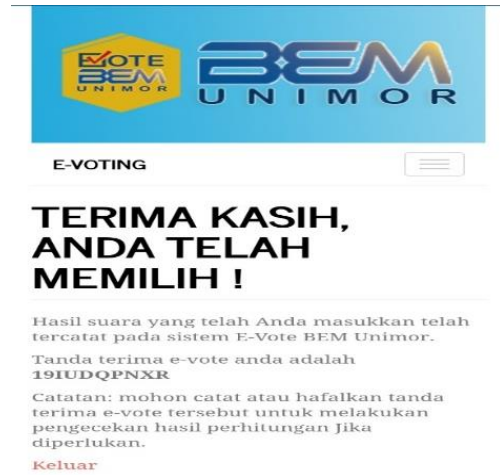 EVOTE
BEM
UNIMOR
BEM
UNIMOR
E-VOTING
TERIMA KASIH,
ANDA TELAH
MEMILIH !
Hasil suara yang telah Anda masukkan telah
tercatat pada sistem E-Vote BEM Unimor.
Tanda terima e-vote anda adalah
19IUDQPNXR
Catatan: mohon catat atau hafalkan tanda
terima e-vote tersebut untuk melakukan
pengecekan hasil perhitungan Jika
diperlukan.
Keluar